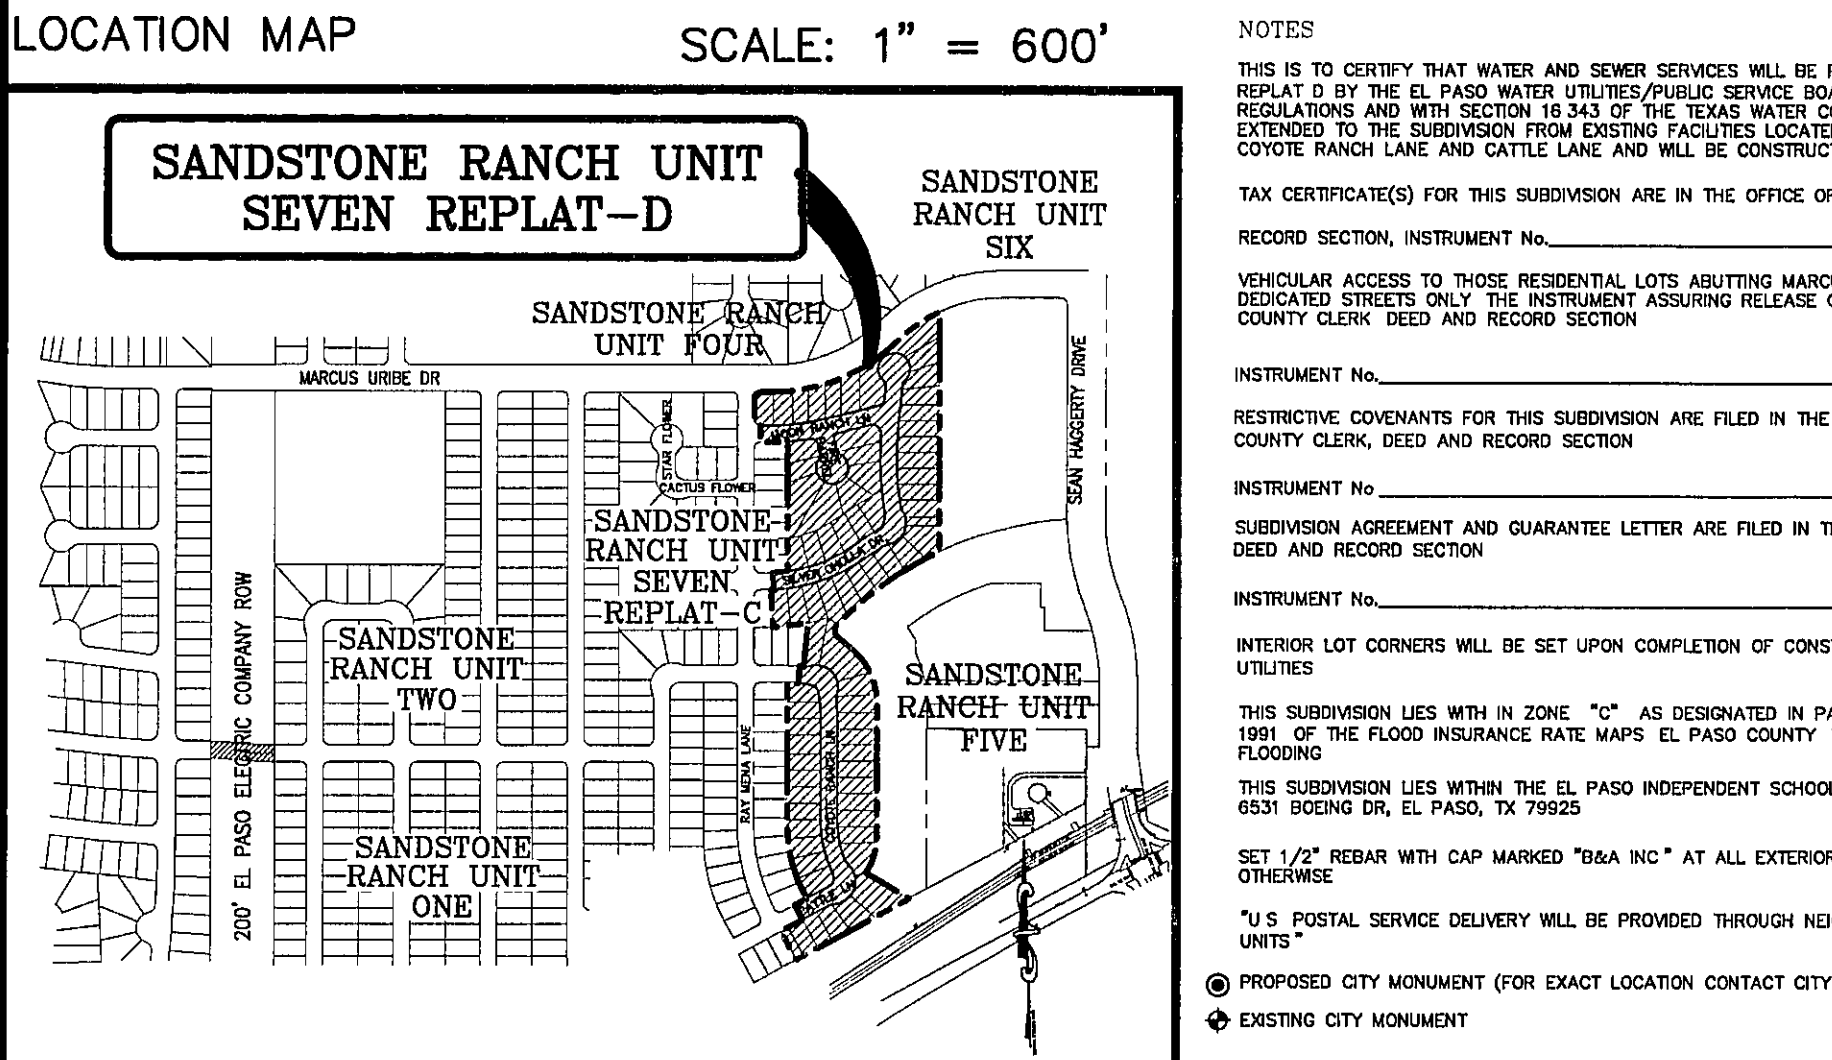 LOCATION MAP
SCALE: 1" = 600'
SANDSTONE RANCH UNIT
SEVEN REPLAT-D
SANDSTONE
RANCH UNIT
SIX
SANDSTONE RANCH
UNIT FOUR
MARCUS URIBE DR
STAR FLOWER
CACTUS FLOWER
MOON RANCH LN
SEAN HAGGERTY DRIVE
SANDSTONE
RANCH UNIT
SEVEN
REPLAT-C
SILVER CHOLLA DR
200' EL PASO ELECTRIC COMPANY ROW
SANDSTONE
RANCH UNIT
TWO
SANDSTONE
RANCH UNIT
FIVE
RAY MENA LANE
COYOTE RANCH LN
SANDSTONE
RANCH UNIT
ONE
CATTLE LN
NOTES
THIS IS TO CERTIFY THAT WATER AND SEWER SERVICES WILL BE
REPLAT D BY THE EL PASO WATER UTILITIES/PUBLIC SERVICE BOA
REGULATIONS AND WITH SECTION 16 343 OF THE TEXAS WATER CO
EXTENDED TO THE SUBDIVISION FROM EXISTING FACILITIES LOCATE
COYOTE RANCH LANE AND CATTLE LANE AND WILL BE CONSTRUCT
TAX CERTIFICATE(S) FOR THIS SUBDIVISION ARE IN THE OFFICE OF
RECORD SECTION, INSTRUMENT No.
VEHICULAR ACCESS TO THOSE RESIDENTIAL LOTS ABUTTING MARCU
DEDICATED STREETS ONLY THE INSTRUMENT ASSURING RELEASE
COUNTY CLERK DEED AND RECORD SECTION
INSTRUMENT No.
RESTRICTIVE COVENANTS FOR THIS SUBDIVISION ARE FILED IN THE
COUNTY CLERK, DEED AND RECORD SECTION
INSTRUMENT No
SUBDIVISION AGREEMENT AND GUARANTEE LETTER ARE FILED IN T
DEED AND RECORD SECTION
INSTRUMENT No.
INTERIOR LOT CORNERS WILL BE SET UPON COMPLETION OF CONS
UTILITIES
THIS SUBDIVISION LIES WITH IN ZONE "C" AS DESIGNATED IN PA
1991 OF THE FLOOD INSURANCE RATE MAPS EL PASO COUNTY
FLOODING
THIS SUBDIVISION LIES WITHIN THE EL PASO INDEPENDENT SCHOOL
6531 BOEING DR, EL PASO, TX 79925
SET 1/2" REBAR WITH CAP MARKED "B&A INC" AT ALL EXTERIOR
OTHERWISE
"U S POSTAL SERVICE DELIVERY WILL BE PROVIDED THROUGH NEI
UNITS"
PROPOSED CITY MONUMENT (FOR EXACT LOCATION CONTACT CITY
EXISTING CITY MONUMENT